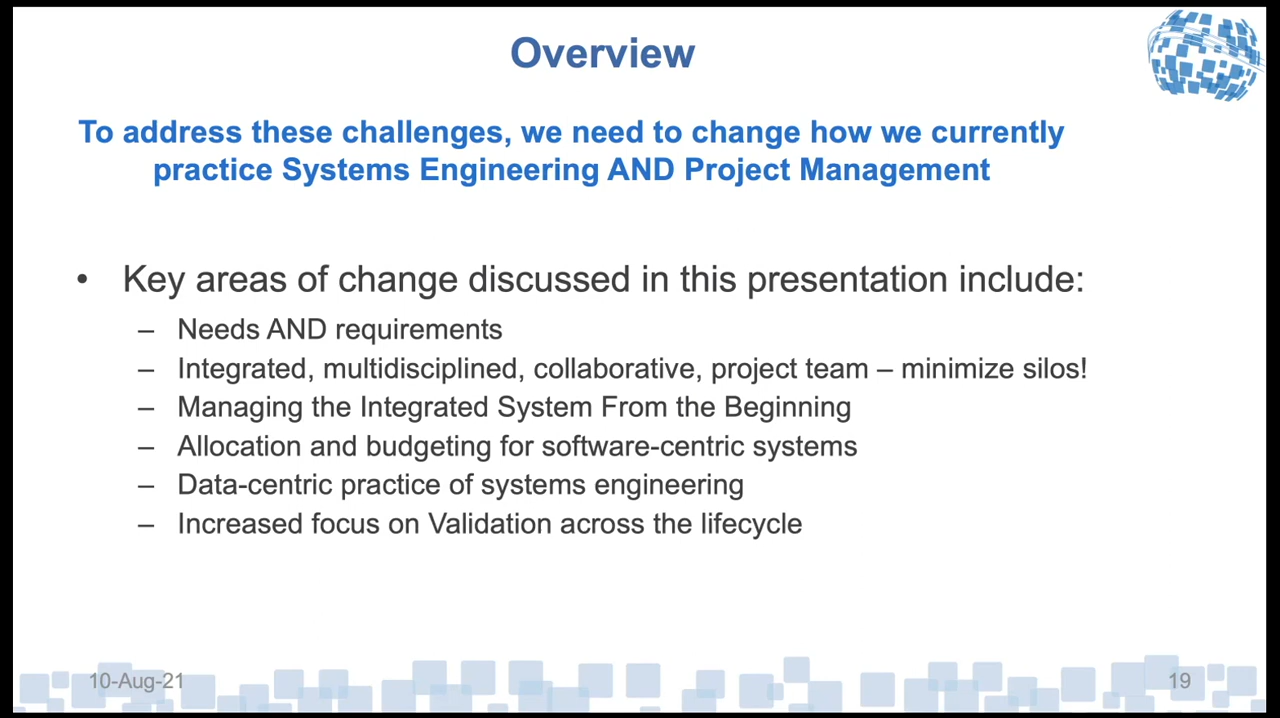 Overview
To address these challenges, we need to change how we currently
practice Systems Engineering AND Project Management
• Key areas of change discussed in this presentation include:
– Needs AND requirements
– Integrated, multidisciplined, collaborative, project team – minimize silos!
– Managing the Integrated System From the Beginning
– Allocation and budgeting for software-centric systems
– Data-centric practice of systems engineering
– Increased focus on Validation across the lifecycle
10-Aug-21
19